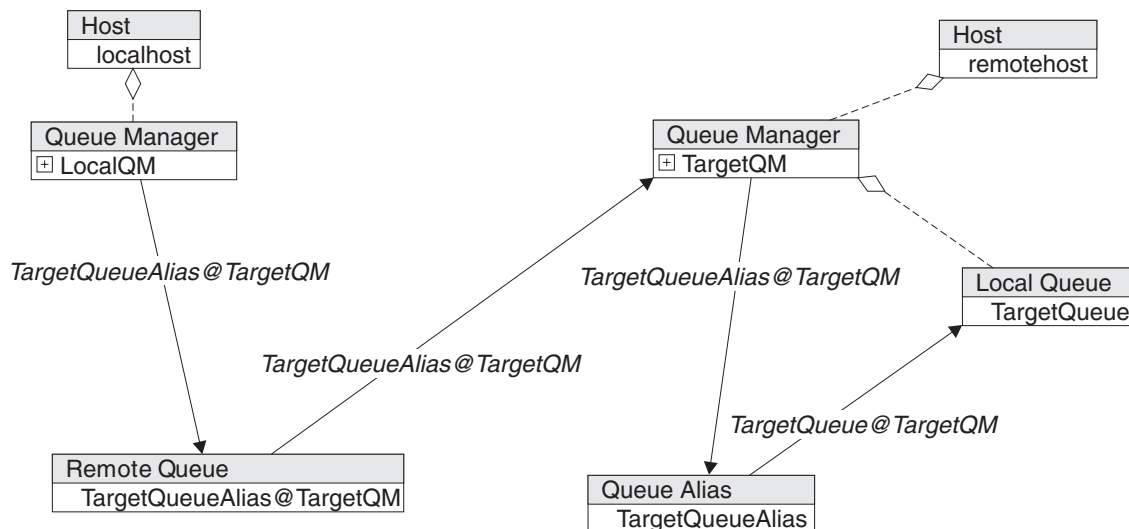 Host
localhost
Host
remotehost
Queue Manager
LocalQM
Queue Manager
TargetQM
TargetQueueAlias@TargetQM
TargetQueueAlias@TargetQM
Local Queue
TargetQueue
TargetQueueAlias@TargetQM
TargetQueue@TargetQM
Remote Queue
TargetQueueAlias@TargetQM
Queue Alias
TargetQueueAlias